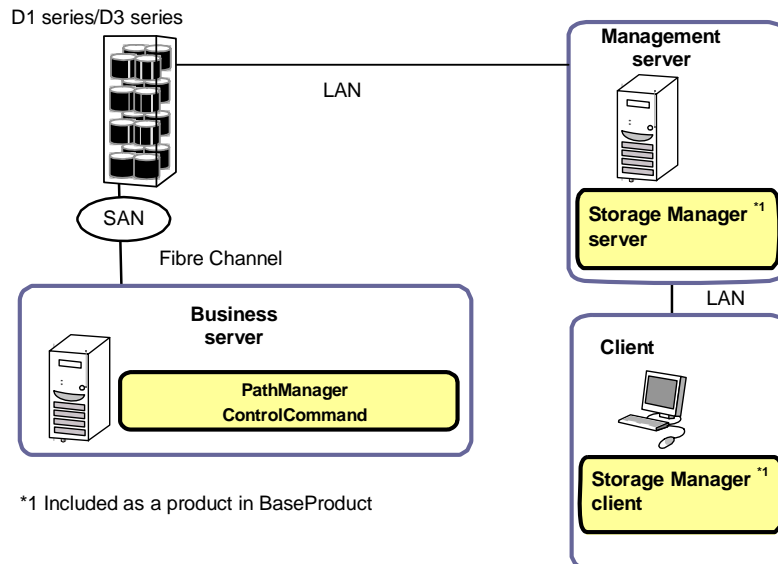 D1 series/D3 series
LAN
Management
server
Storage Manager *1
server
SAN
Fibre Channel
LAN
Business
server
PathManager
ControlCommand
Client
Storage Manager *1
client
*1 Included as a product in BaseProduct